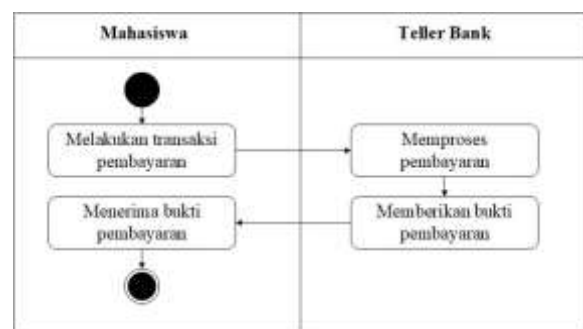 Mahasiswa
Teller Bank
Melakukan transaksi
pembayaran
Memproses
pembayaran
Memberikan bukti
pembayaran
Menerima bukti
pembayaran